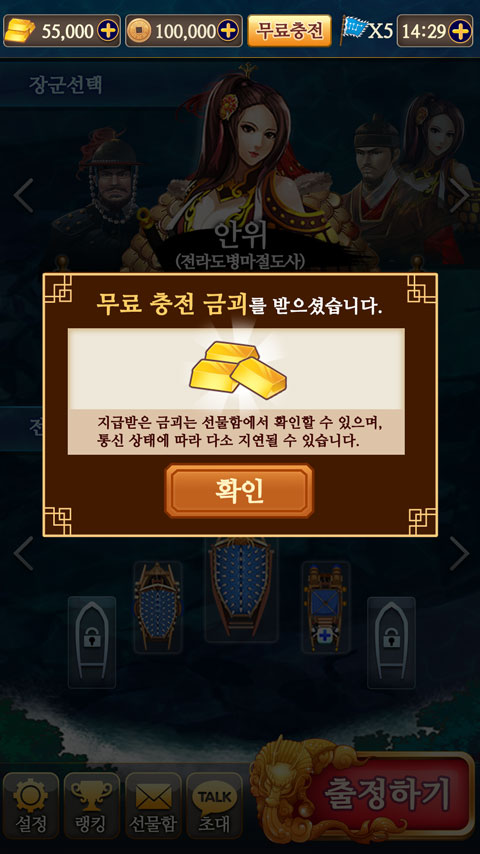 55,000 100,000 무료충전 X5 14:29
장군선택
안위
(전라도병마절도사)
무료 충전 금괴를 받으셨습니다.
지급받은 금괴는 선물함에서 확인할 수 있으며,
통신 상태에 따라 다소 지연될 수 있습니다.
전
확인
TALK
설정 랭킹 선물함 초대
출정하기